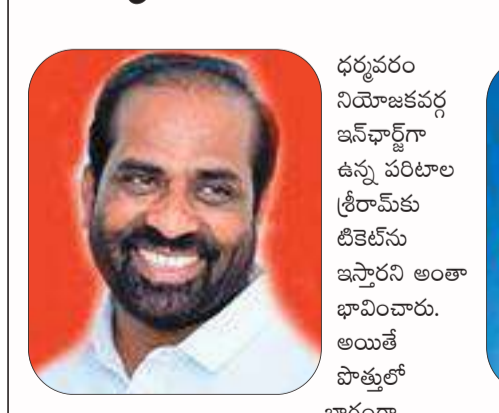 ధర్మవరం
నియోజకవర్గ
ఇన్‌ఛార్జ్‌గా
ఉన్న పరిటాల
శ్రీరామ్‌కు
టికెట్‌ను
ఇస్తారని అంతా
భావించారు.
అయితే
పొత్తులో